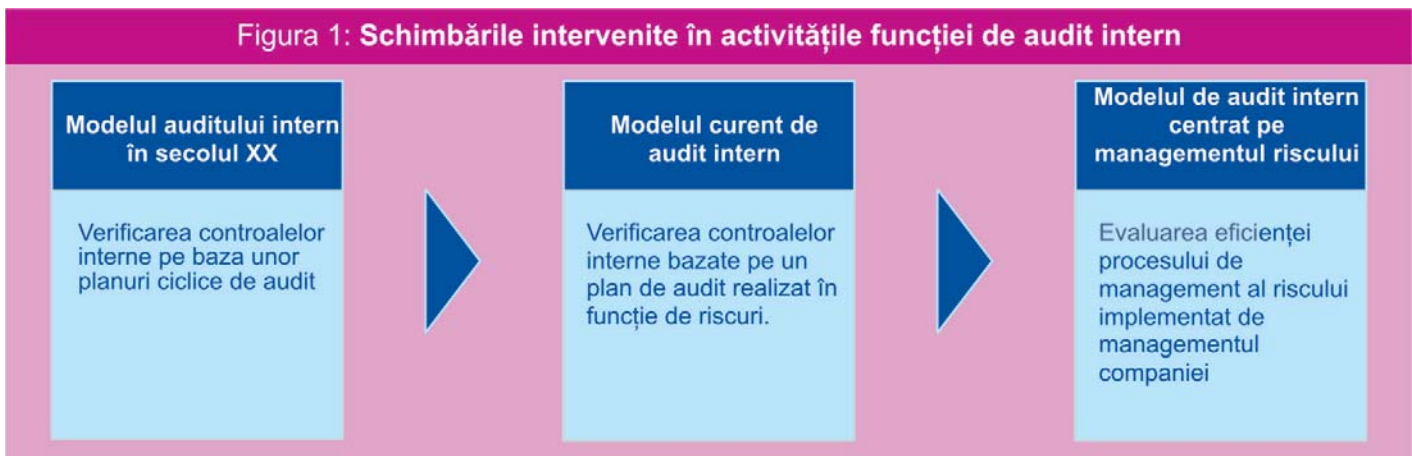 Figura 1: Schimbările intervenite în activitățile funcției de audit intern
Modelul auditului intern
în secolul XX
Verificarea controalelor
interne pe baza unor
planuri ciclice de audit
Modelul curent de
audit intern
Verificarea controalelor
interne bazate pe un
plan de audit realizat în
funcție de riscuri.
Modelul de audit intern
centrat pe
managementul riscului
Evaluarea eficienței
procesului de
management al riscului
implementat de
managementul
companiei